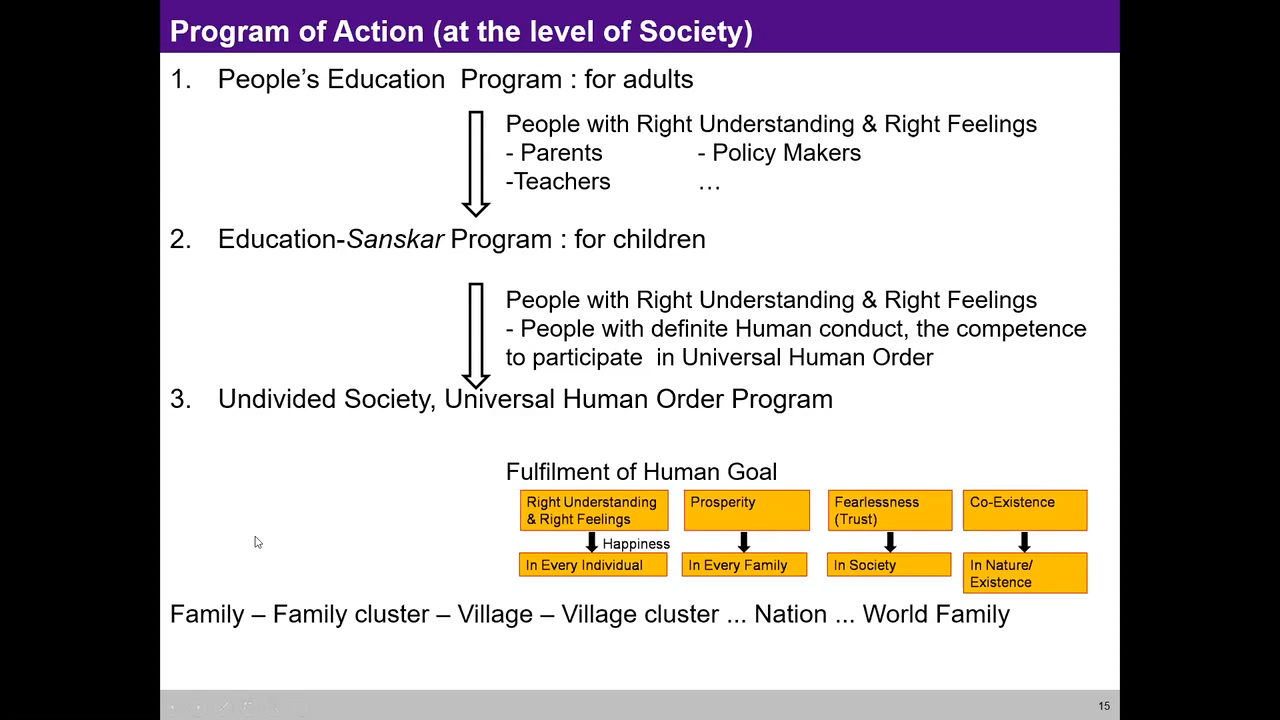 Program of Action (at the level of Society)
1. People’s Education Program : for adults
People with Right Understanding & Right Feelings
- Parents - Policy Makers
-Teachers …
2. Education-Sanskar Program : for children
People with Right Understanding & Right Feelings
- People with definite Human conduct, the competence
to participate in Universal Human Order
3. Undivided Society, Universal Human Order Program
Fulfilment of Human Goal
Right Understanding
& Right Feelings
Prosperity
Fearlessness
(Trust)
Co-Existence
Happiness
In Every Individual
In Every Family
In Society
In Nature/
Existence
Family – Family cluster – Village – Village cluster ... Nation ... World Family
15